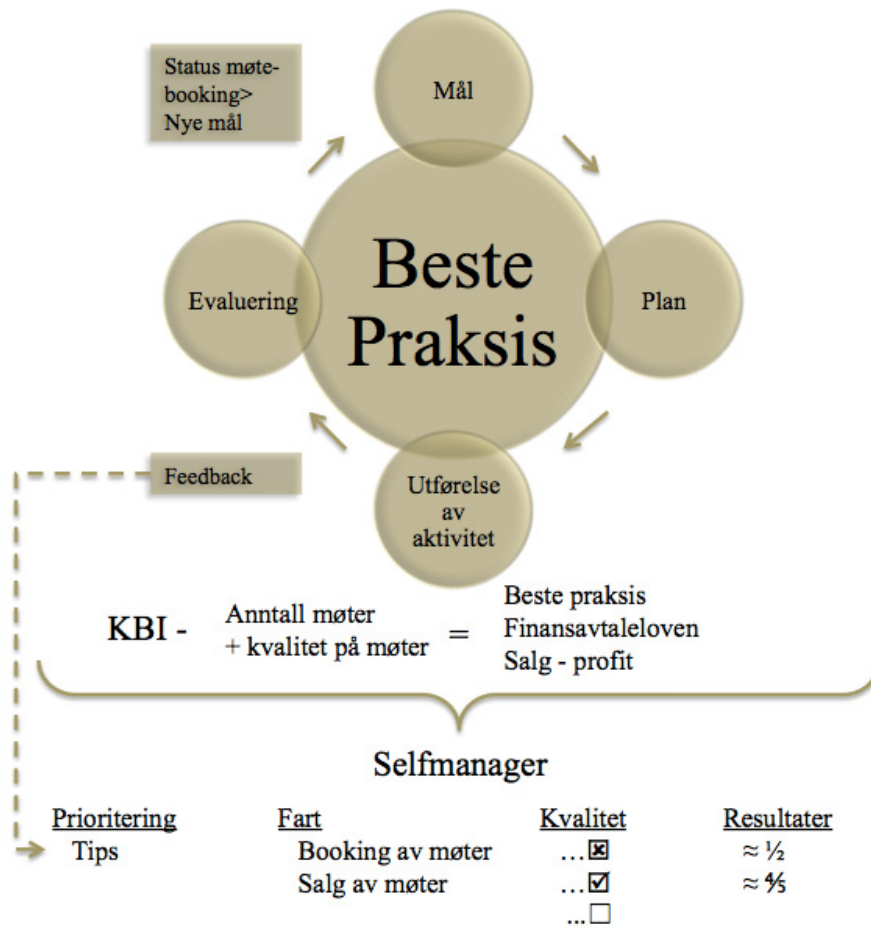 Status møte-
booking>
Nye mål
Mål
Beste
Praksis
Evaluering
Plan
Feedback
Utførelse
av
aktivitet
KBI -
Anntall møter
+ kvalitet på møter
=
Beste praksis
Finansavtaleloven
Salg - profit
Selfmanager
Prioritering Fart Kvalitet Resultater
Tips Booking av møter ...☒ ≈ ½
Salg av møter ...☑ ≈ ⅘
...☐